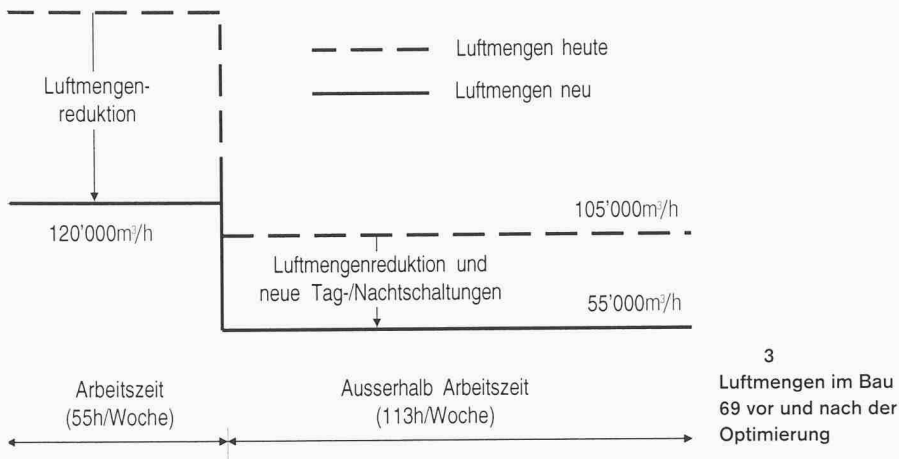 Luftmengen heute
Luftmengen-
reduktion
Luftmengen neu
105'000m³/h
120'000m³/h
Luftmengenreduktion und
neue Tag-/Nachtschaltungen
55'000m³/h
Arbeitszeit
(55h/Woche)
Ausserhalb Arbeitszeit
(113h/Woche)
3
Luftmengen im Bau
69 vor und nach der
Optimierung